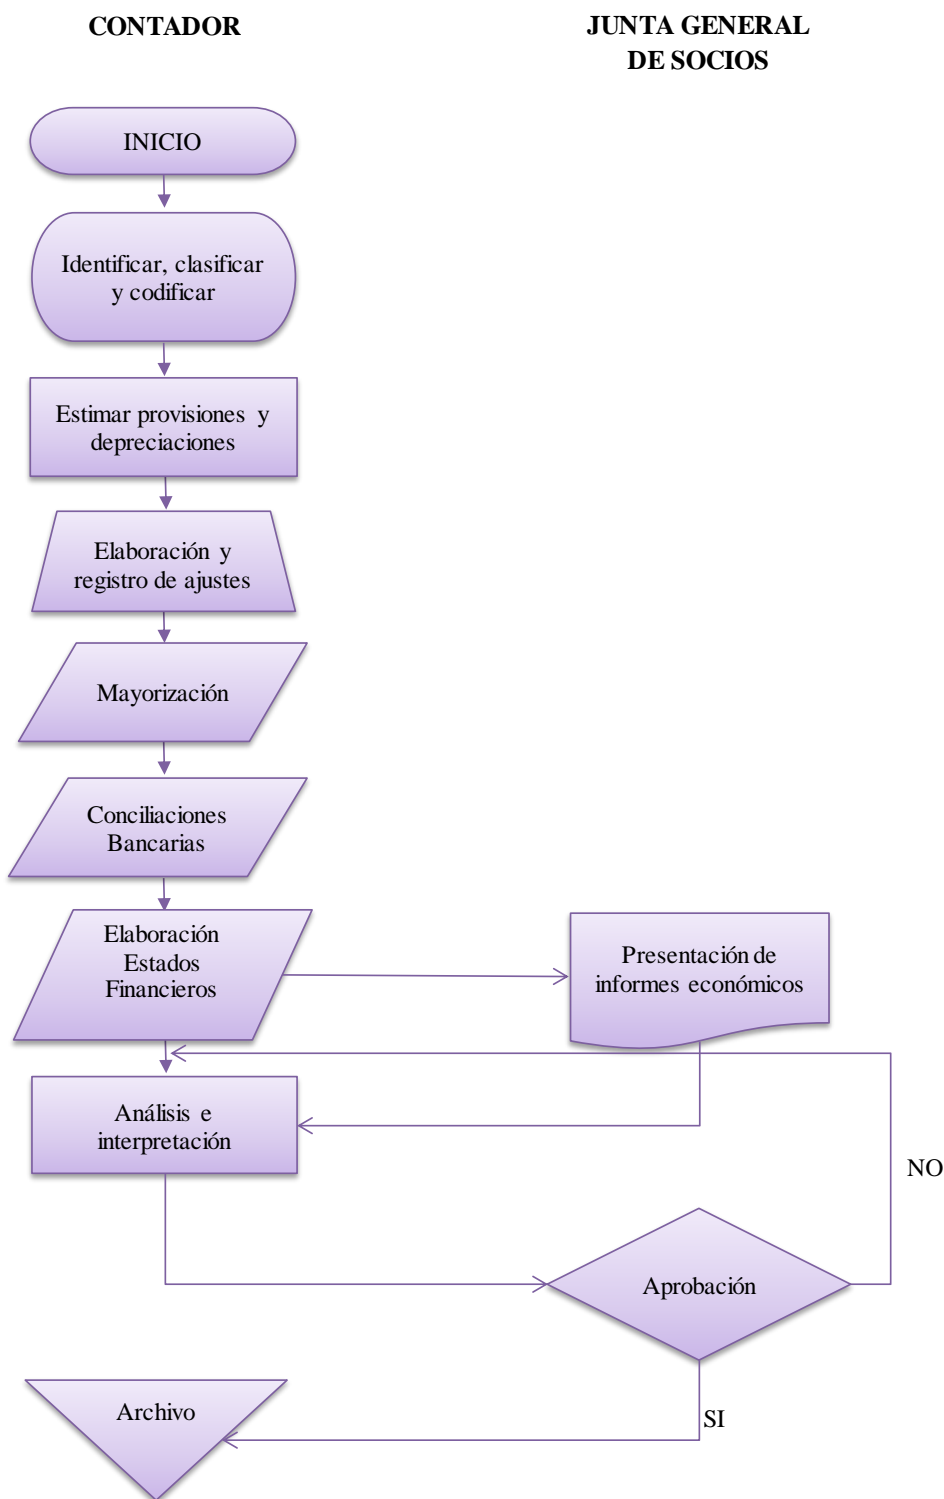 CONTADOR
JUNTA GENERAL
DE SOCIOS
INICIO
Identificar, clasificar
y codificar
Estimar provisiones y
depreciaciones
Elaboración y
registro de ajustes
Mayorización
Conciliaciones
Bancarias
Elaboración
Estados
Financieros
Presentación de
informes económicos
Análisis e
interpretación
NO
Aprobación
SI
Archivo